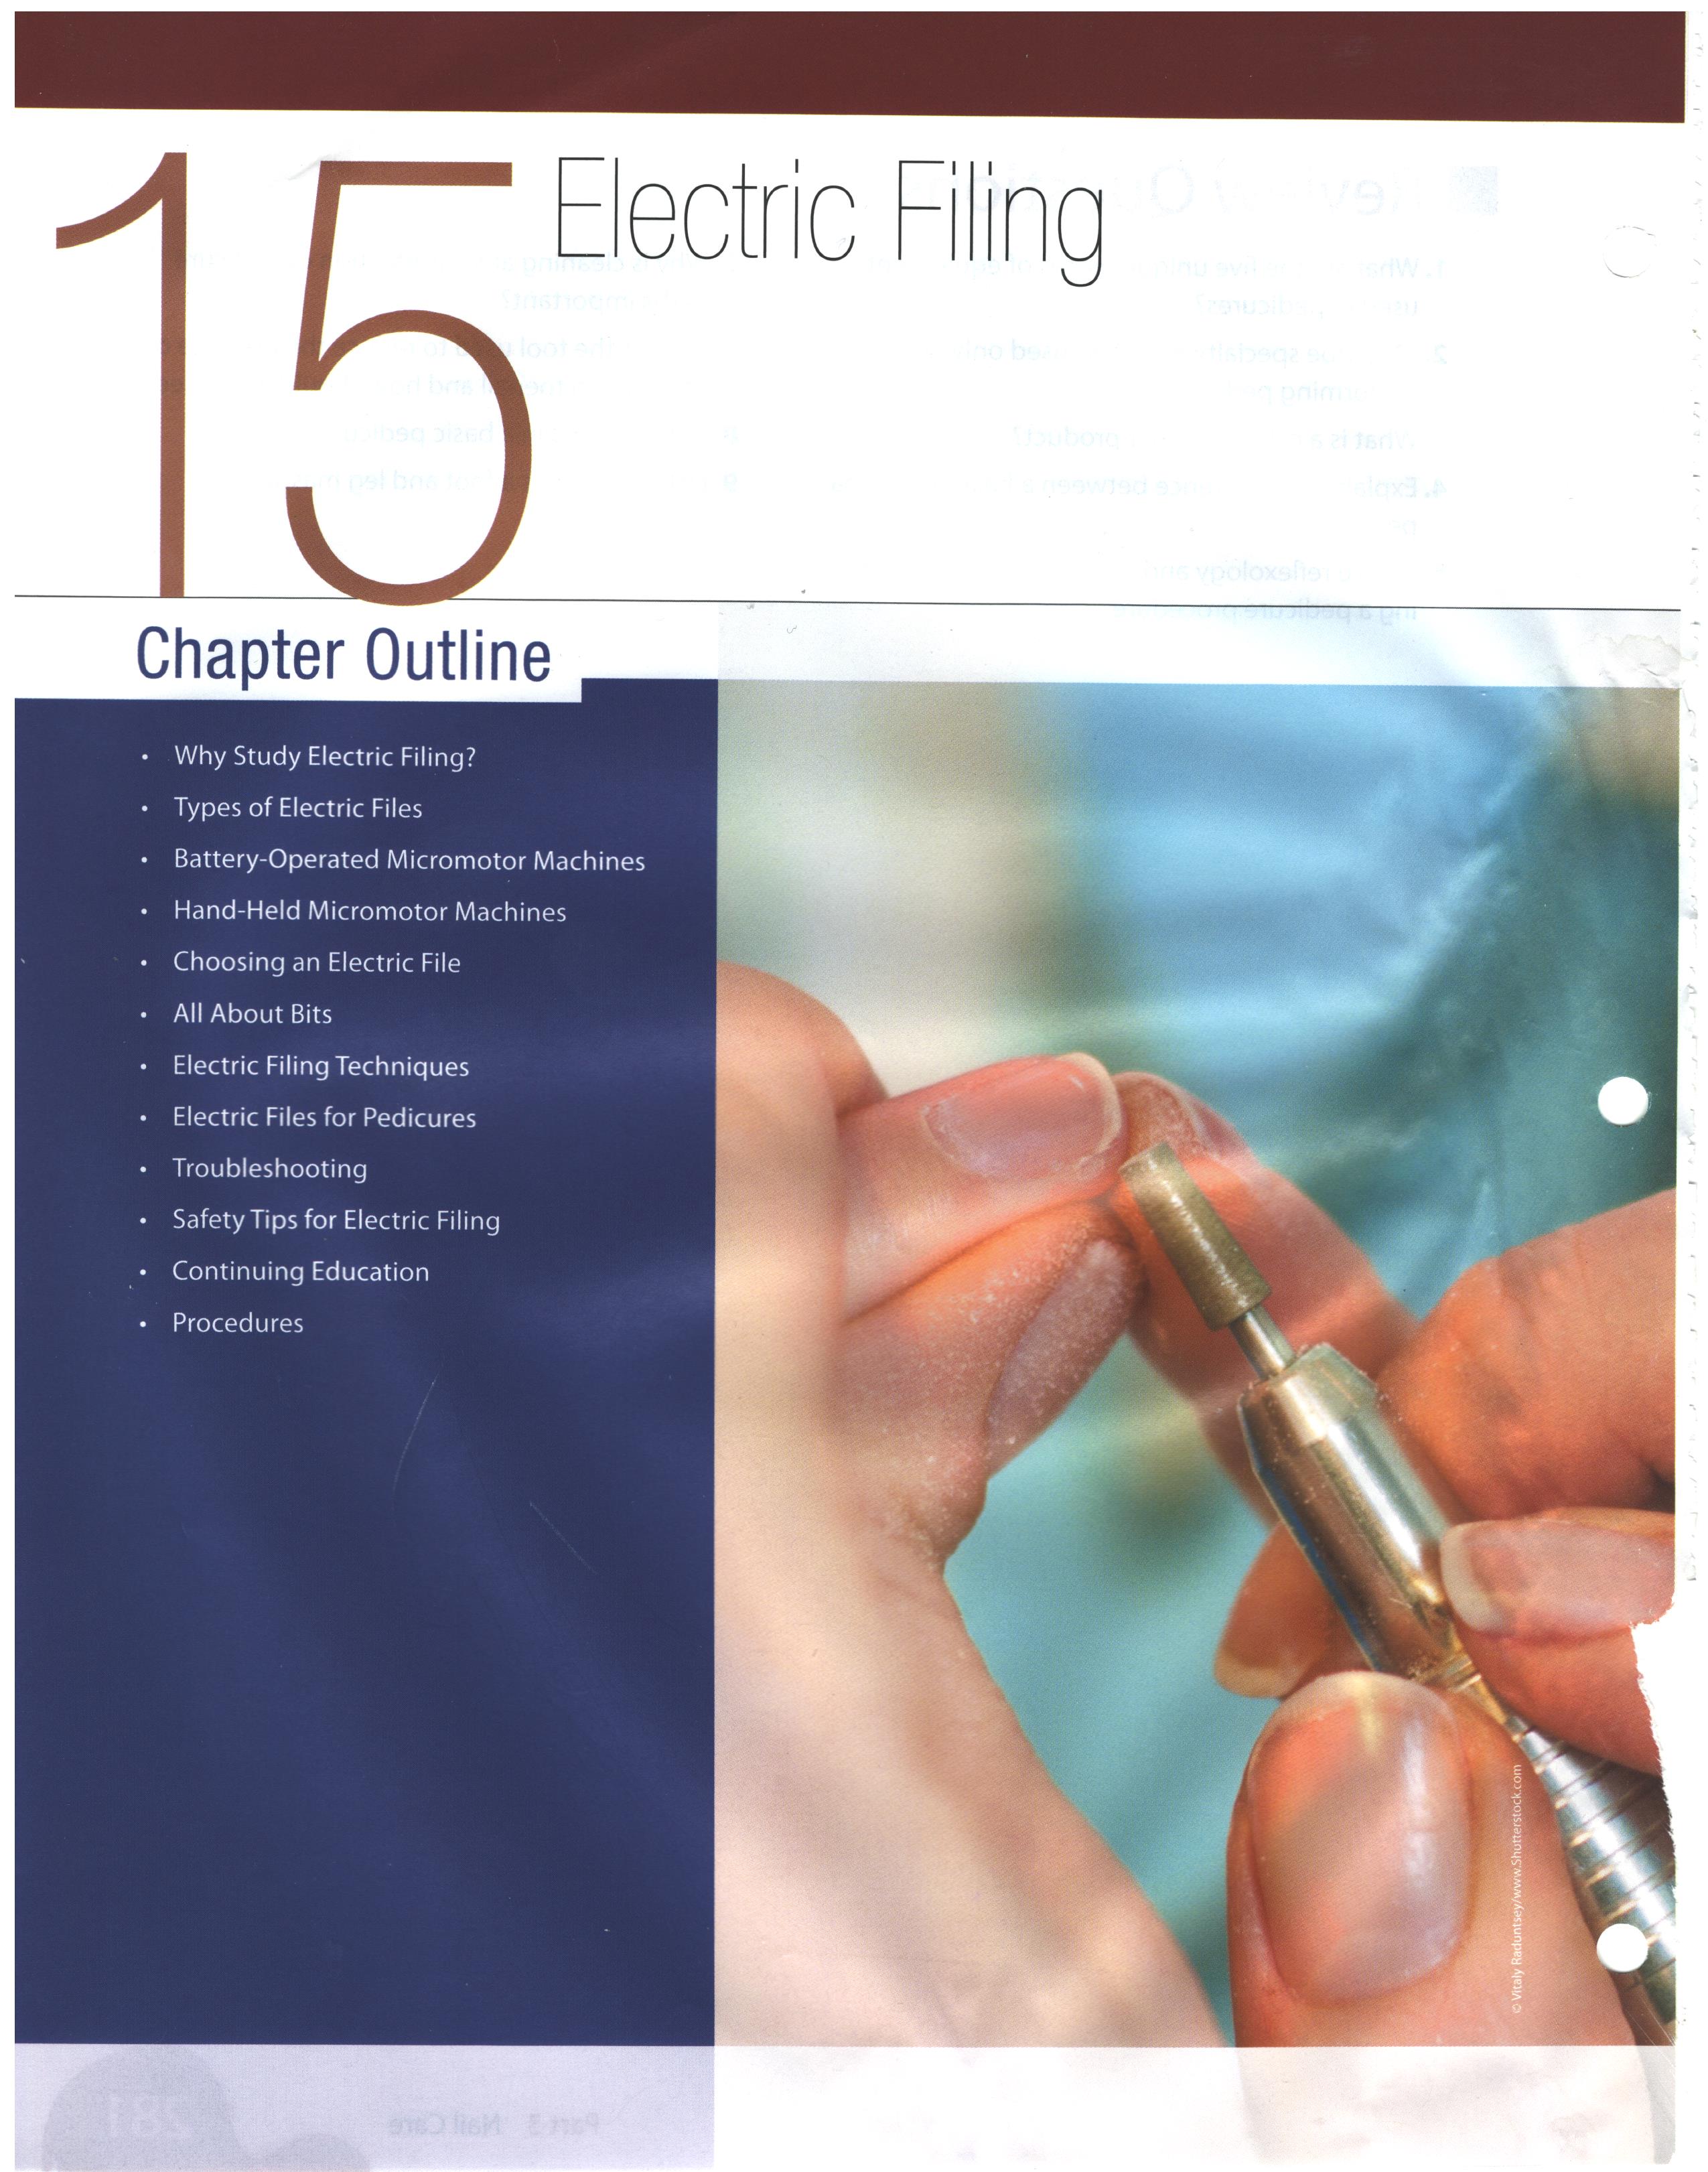 15
Electric Filing
Chapter Outline
• Why Study Electric Filing?
• Types of Electric Files
• Battery-Operated Micromotor Machines
• Hand-Held Micromotor Machines
• Choosing an Electric File
• All About Bits
• Electric Filing Techniques
• Electric Files for Pedicures
• Troubleshooting
• Safety Tips for Electric Filing
• Continuing Education
• Procedures
© Vitaly Raduntsey/www.Shutterstock.com